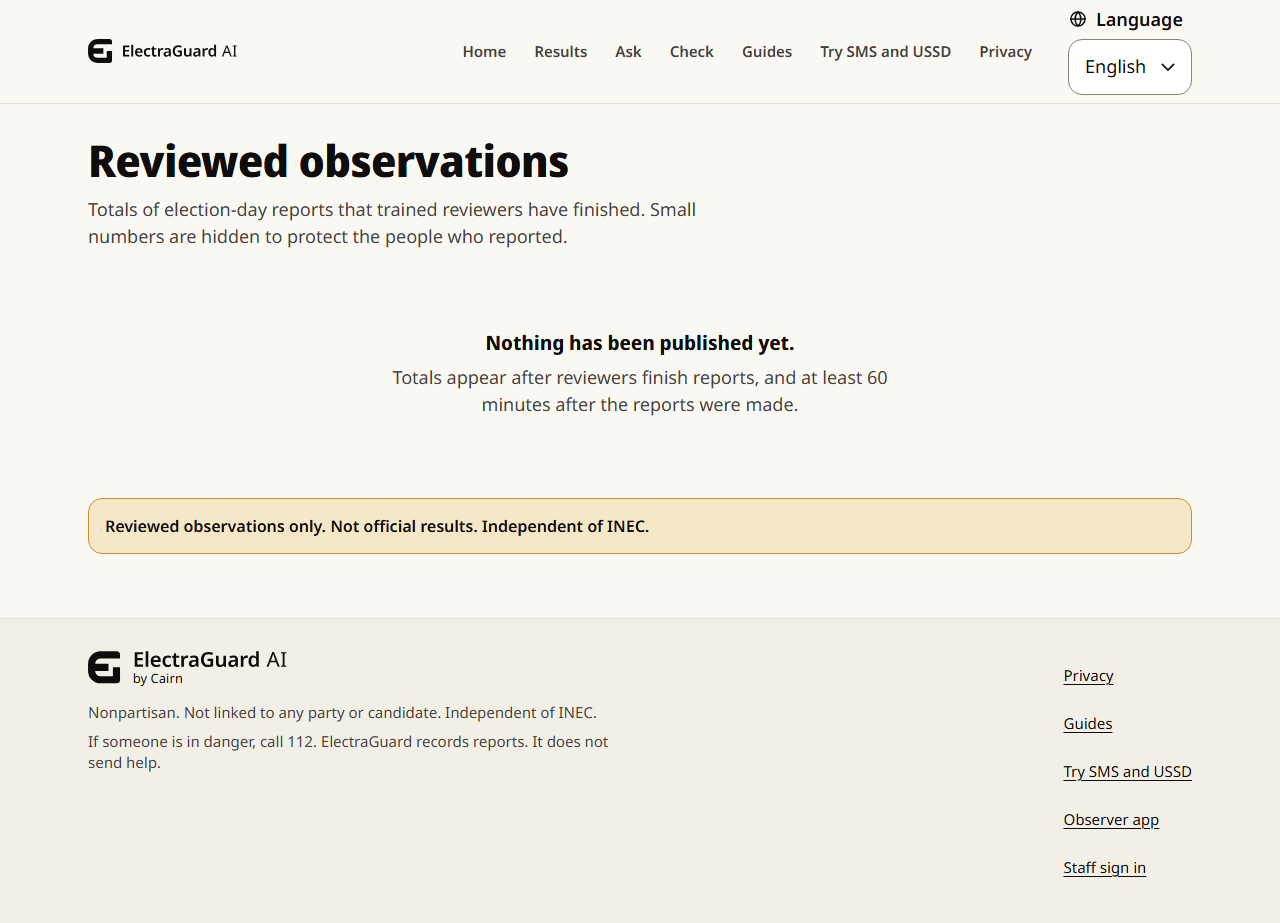 ElectraGuard AI
Home
Results
Ask
Check
Guides
Try SMS and USSD
Privacy
Language
English
Reviewed observations
Totals of election-day reports that trained reviewers have finished. Small
numbers are hidden to protect the people who reported.
Nothing has been published yet.
Totals appear after reviewers finish reports, and at least 60
minutes after the reports were made.
Reviewed observations only. Not official results. Independent of INEC.
ElectraGuard AI
by Cairn
Nonpartisan. Not linked to any party or candidate. Independent of INEC.
If someone is in danger, call 112. ElectraGuard records reports. It does not
send help.
Privacy
Guides
Try SMS and USSD
Observer app
Staff sign in